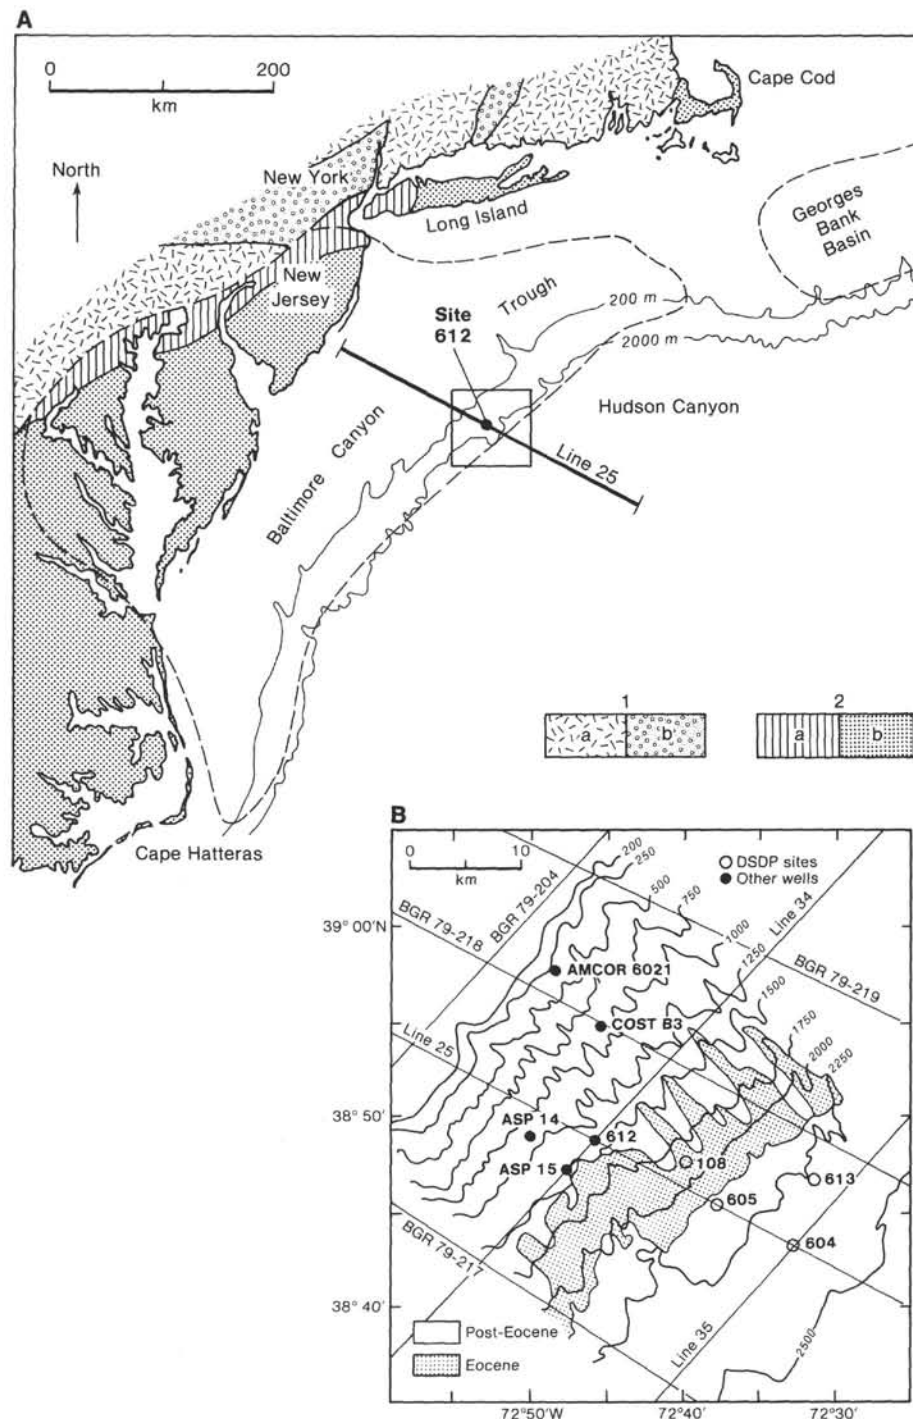 A
0 200
km
Cape Cod
North
New York
Long Island
Georges
Bank
Basin
New
Jersey
Trough
200 m
Site
612
2000 m
Hudson Canyon
Baltimore Canyon
Line 25
1
2
a
b
a
b
Cape Hatteras
B
0 10
km
200
250
500
750
1000
1250
1500
1750
2000
2250
DSDP sites
Other wells
BGR 79-204
Line 34
BGR 79-218
39° 00'N
AMCOR 6021
BGR 79-219
COST B3
Line 25
38° 50'
ASP 14
612
108
ASP 15
613
605
604
BGR 79-217
38° 40'
Post-Eocene
Eocene
Line 35
2500
72°50'W
72°40'
72°30'